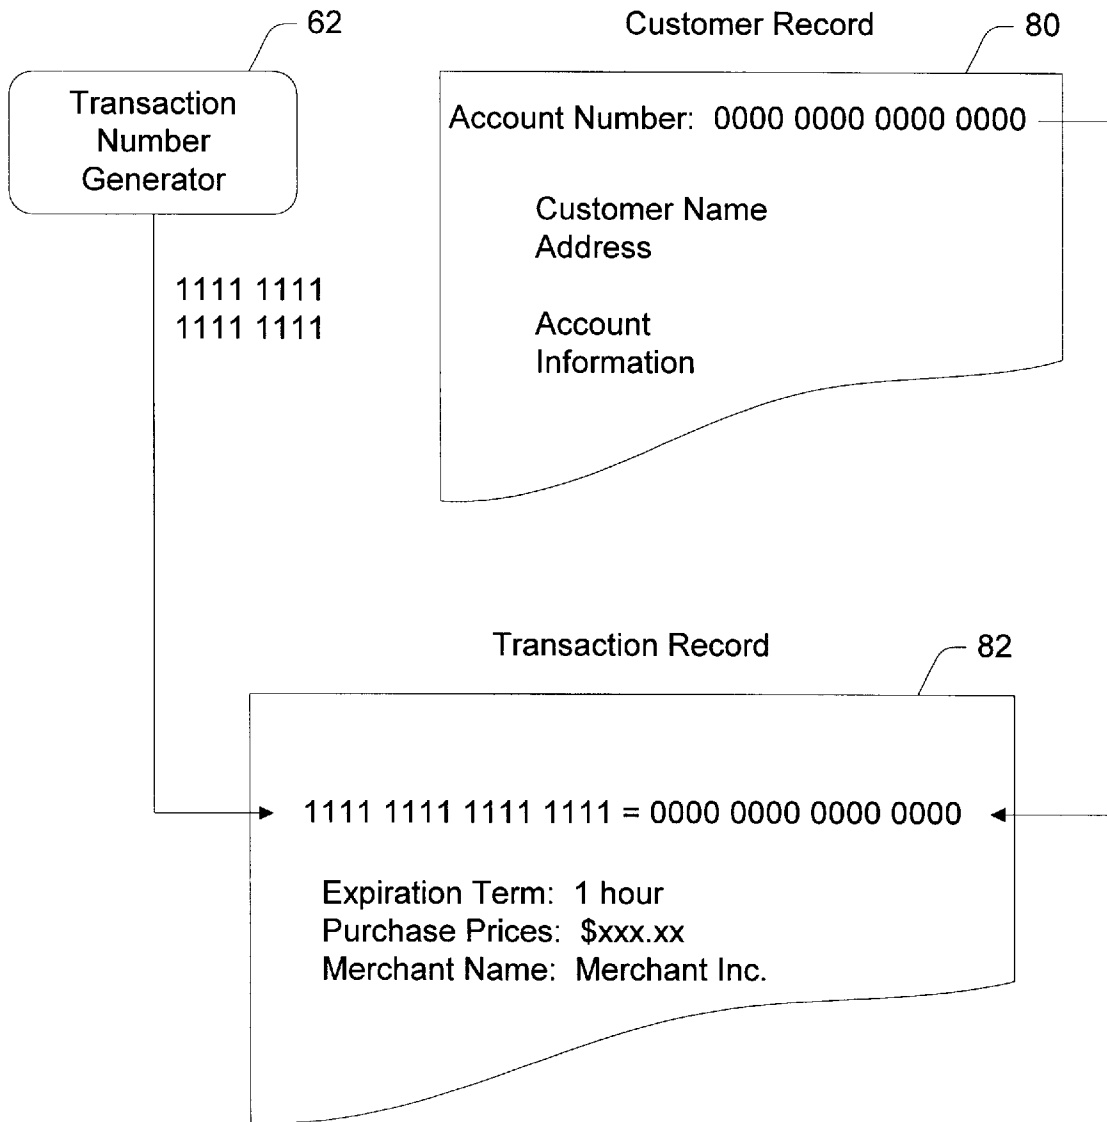 62
Transaction
Number
Generator
1111 1111
1111 1111
Customer Record
80
Account Number: 0000 0000 0000 0000
Customer Name
Address
Account
Information
Transaction Record
82
1111 1111 1111 1111 = 0000 0000 0000 0000
Expiration Term: 1 hour
Purchase Prices: $xxx.xx
Merchant Name: Merchant Inc.